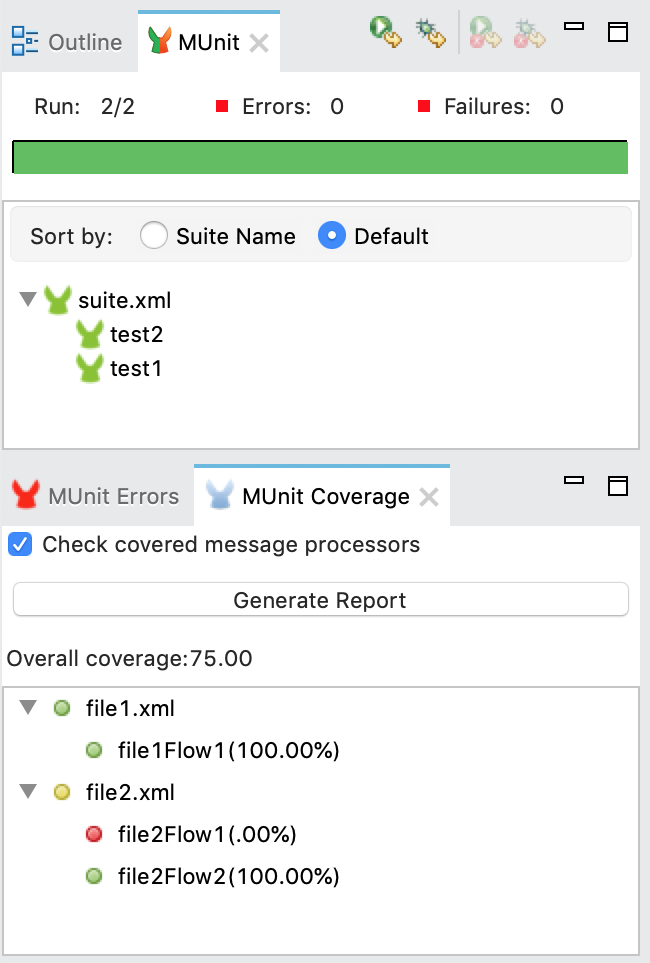 Outline MUnit
Run: 2/2 Errors: 0 Failures: 0
Sort by: Suite Name Default
suite.xml
test2
test1
MUnit Errors MUnit Coverage
Check covered message processors
Generate Report
Overall coverage:75.00
file1.xml
file1Flow1(100.00%)
file2.xml
file2Flow1(.00%)
file2Flow2(100.00%)